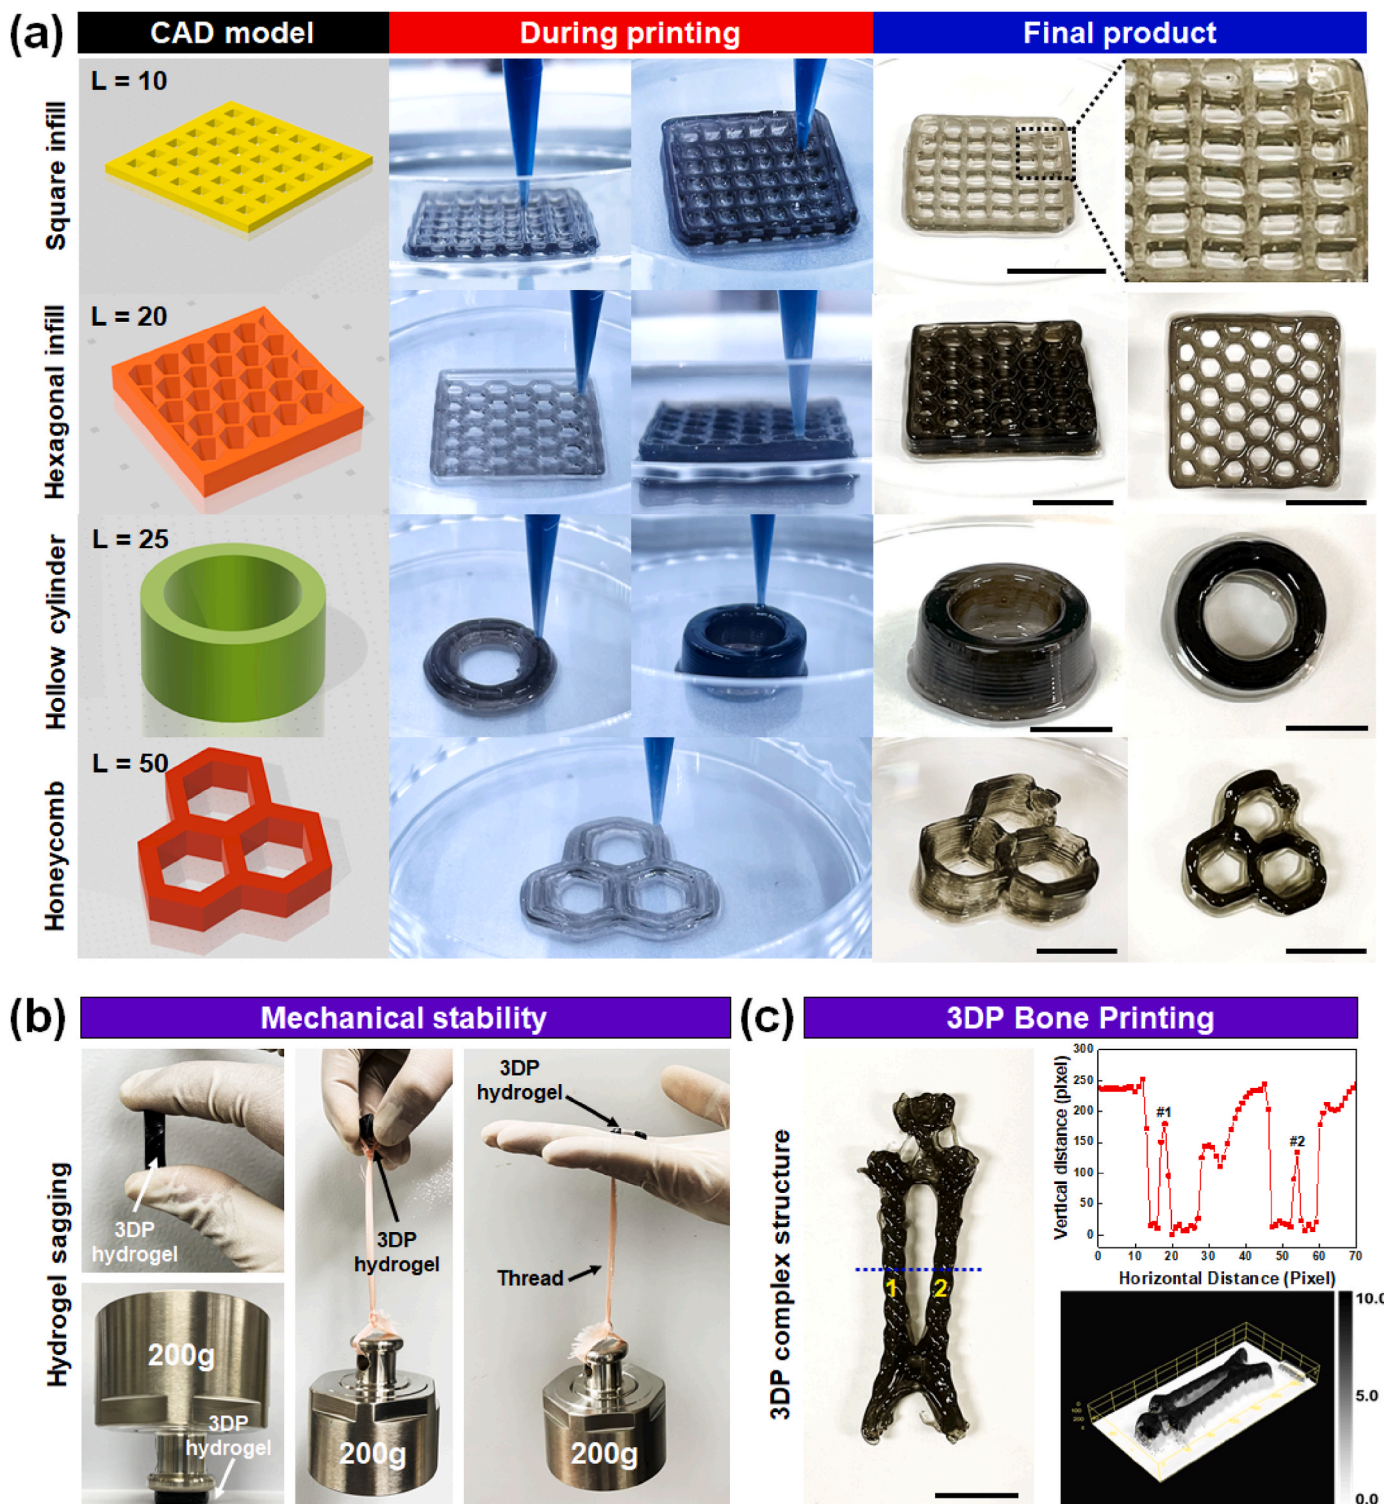 (a)
CAD model
During printing
Final product
Square infill
L = 10
Hexagonal infill
L = 20
Hollow cylinder
L = 25
Honeycomb
L = 50
(b)
Mechanical stability
Hydrogel sagging
3DP
hydrogel
200g
3DP
hydrogel
3DP
hydrogel
200g
3DP
hydrogel
Thread
200g
(c)
3DP Bone Printing
3DP complex structure
1
2
Vertical distance (pixel)
300
250
200
150
100
50
0
#1
#2
0
10
20
30
40
50
60
70
Horizontal Distance (Pixel)
10.0
5.0
0.0